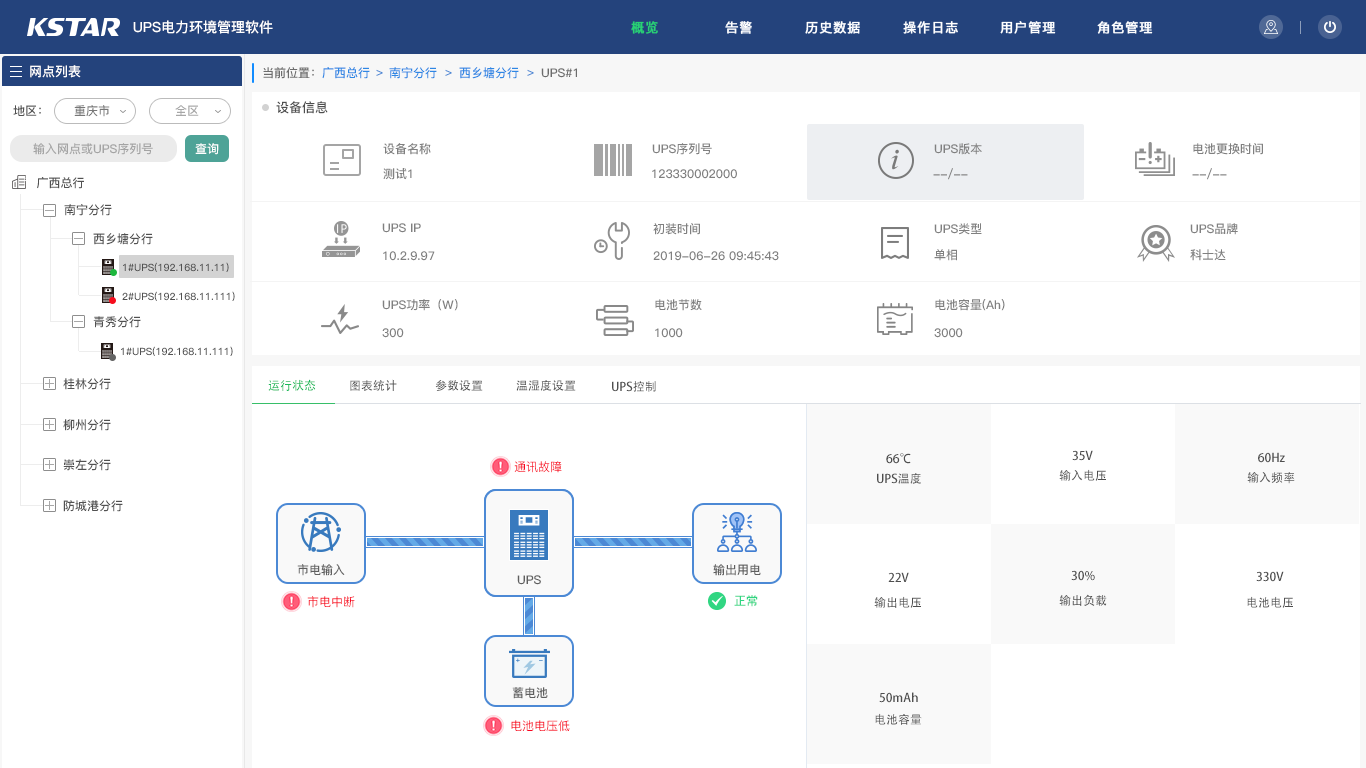 KSTAR UPS电力环境管理软件 概览 告警 历史数据 操作日志 用户管理 角色管理
网点列表
地区： 重庆市 全区
输入网点或UPS序列号 查询
广西总行
南宁分行
西乡塘分行
1#UPS(192.168.11.11)
2#UPS(192.168.11.111)
青秀分行
1#UPS(192.168.11.111)
桂林分行
柳州分行
崇左分行
防城港分行
当前位置： 广西总行 > 南宁分行 > 西乡塘分行 > UPS#1
设备信息
设备名称
测试1
UPS序列号
123330002000
UPS版本
--/--
电池更换时间
--/--
IP
UPS IP
10.2.9.97
初装时间
2019-06-26 09:45:43
UPS类型
单相
UPS品牌
科士达
UPS功率（W）
300
电池节数
1000
电池容量(Ah)
3000
运行状态 图表统计 参数设置 温湿度设置 UPS控制
通讯故障
市电输入
市电中断
UPS
输出用电
正常
蓄电池
电池电压低
66℃
UPS温度
35V
输入电压
60Hz
输入频率
22V
输出电压
30%
输出负载
330V
电池电压
50mAh
电池容量